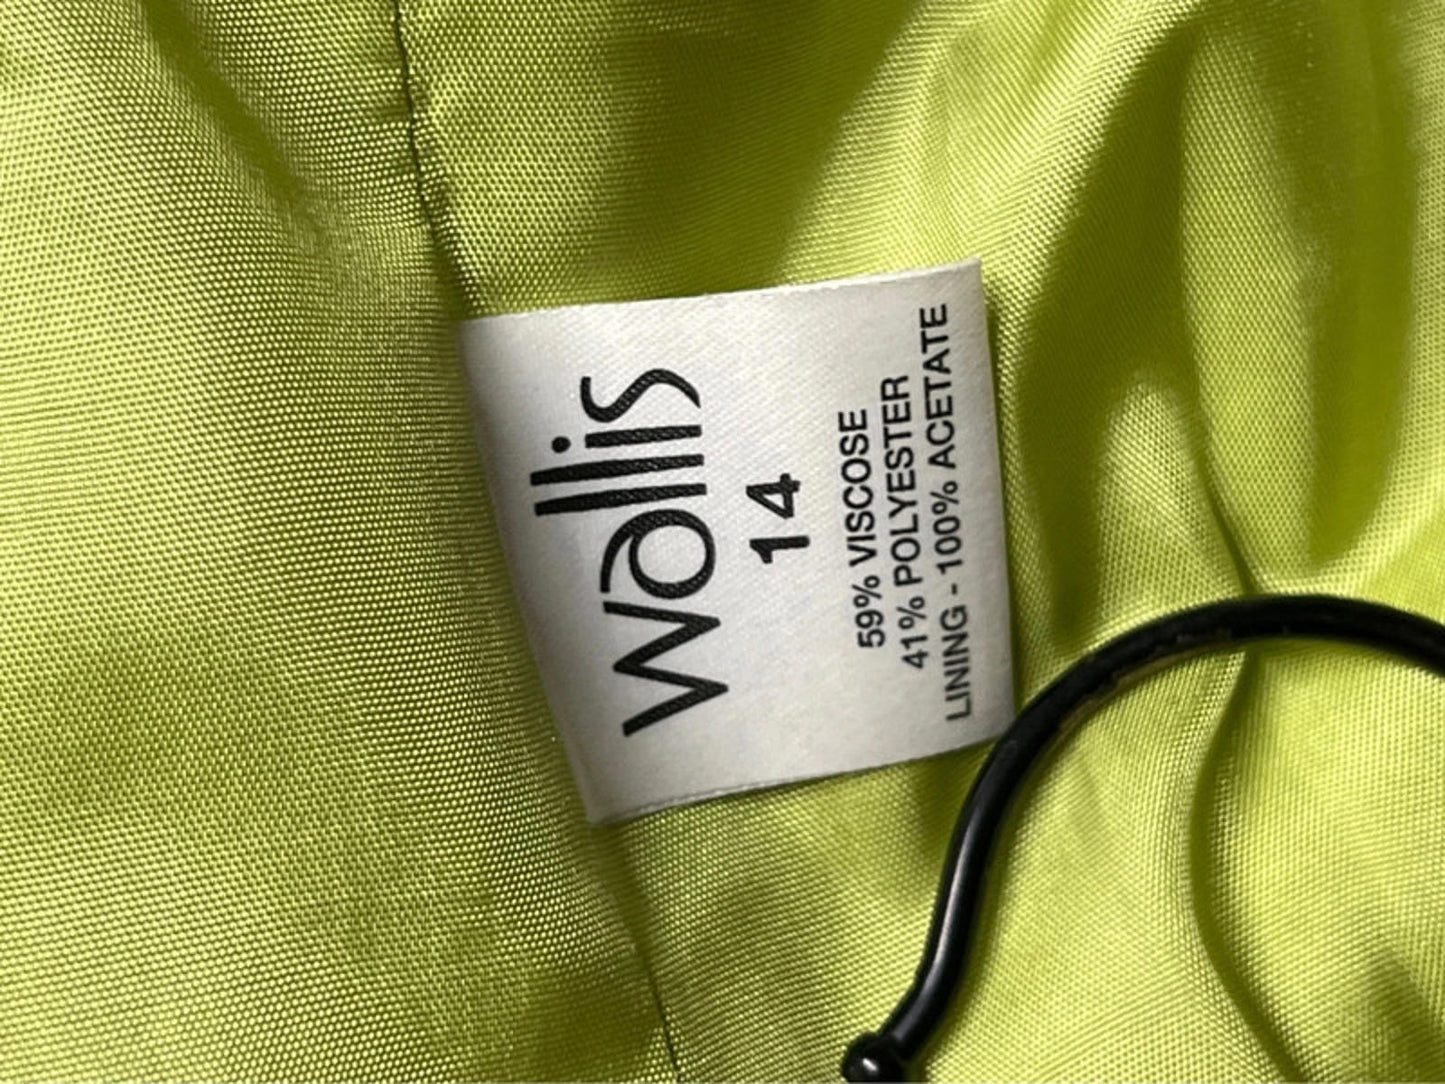 wallis
14
59% VISCOSE
41% POLYESTER
LINING - 100% ACETATE